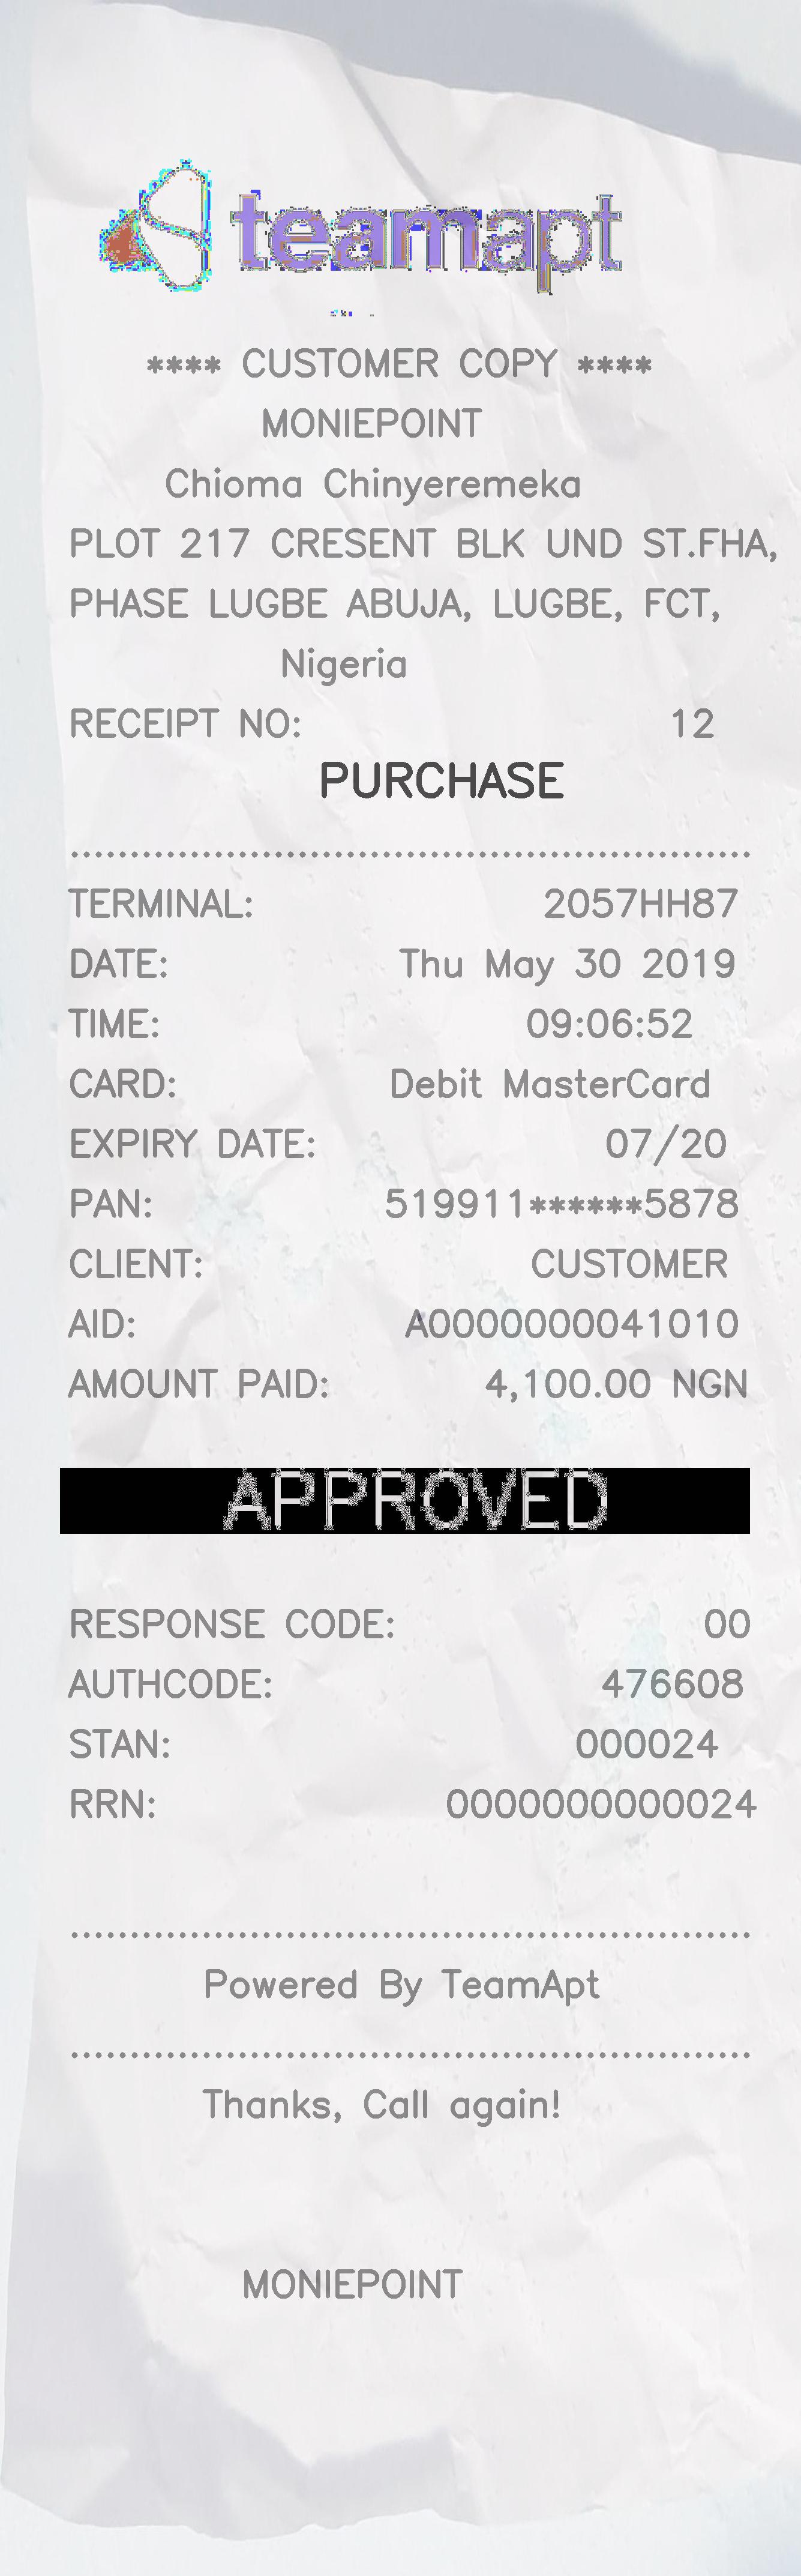 teamapt
**** CUSTOMER COPY ****
MONIEPOINT
Chioma Chinyeremeka
PLOT 217 CRESENT BLK UND ST.FHA,
PHASE LUGBE ABUJA, LUGBE, FCT,
Nigeria
RECEIPT NO: 12
PURCHASE
TERMINAL: 2057HH87
DATE: Thu May 30 2019
TIME: 09:06:52
CARD: Debit MasterCard
EXPIRY DATE: 07/20
PAN: 519911******5878
CLIENT: CUSTOMER
AID: A0000000041010
AMOUNT PAID: 4,100.00 NGN
APPROVED
RESPONSE CODE: 00
AUTHCODE: 476608
STAN: 000024
RRN: 0000000000024
Powered By TeamApt
Thanks, Call again!
MONIEPOINT